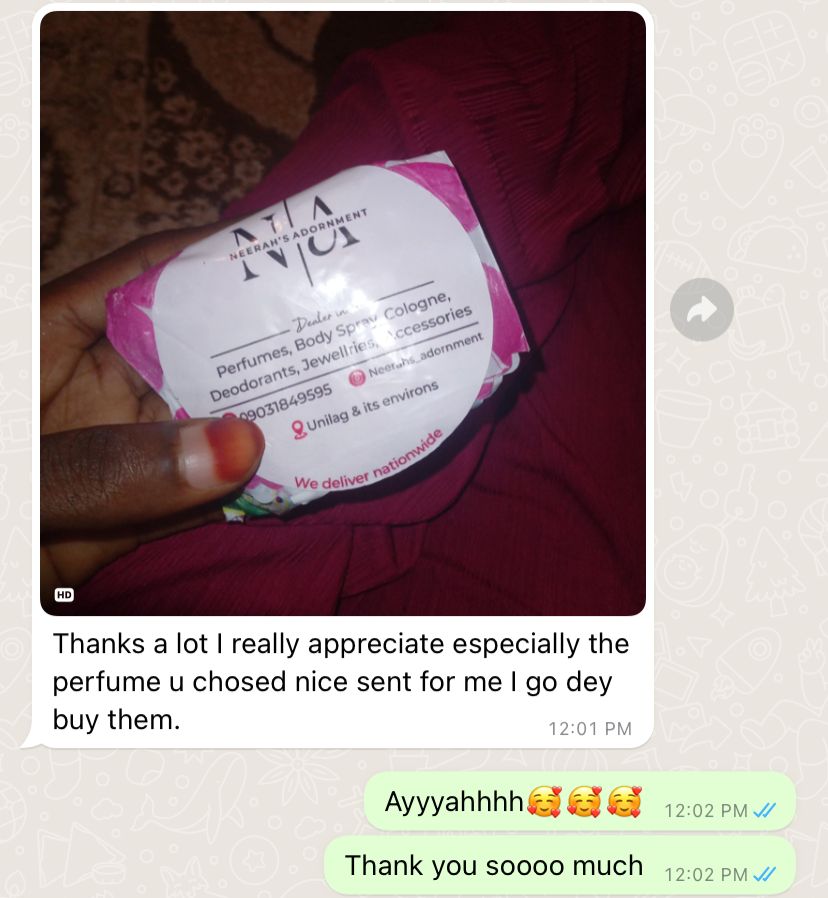 NA
NEERAH'S ADORNMENT
Dealer in
Perfumes, Body Spray, Cologne,
Deodorants, Jewellries, Accessories
09031849595 Neerahs_adornment
Unilag & its environs
We deliver nationwide
HD
Thanks a lot I really appreciate especially the
perfume u chosed nice sent for me I go dey
buy them.
12:01 PM
Ayyyahhhh🥰🥰🥰 12:02 PM
Thank you soooo much 12:02 PM